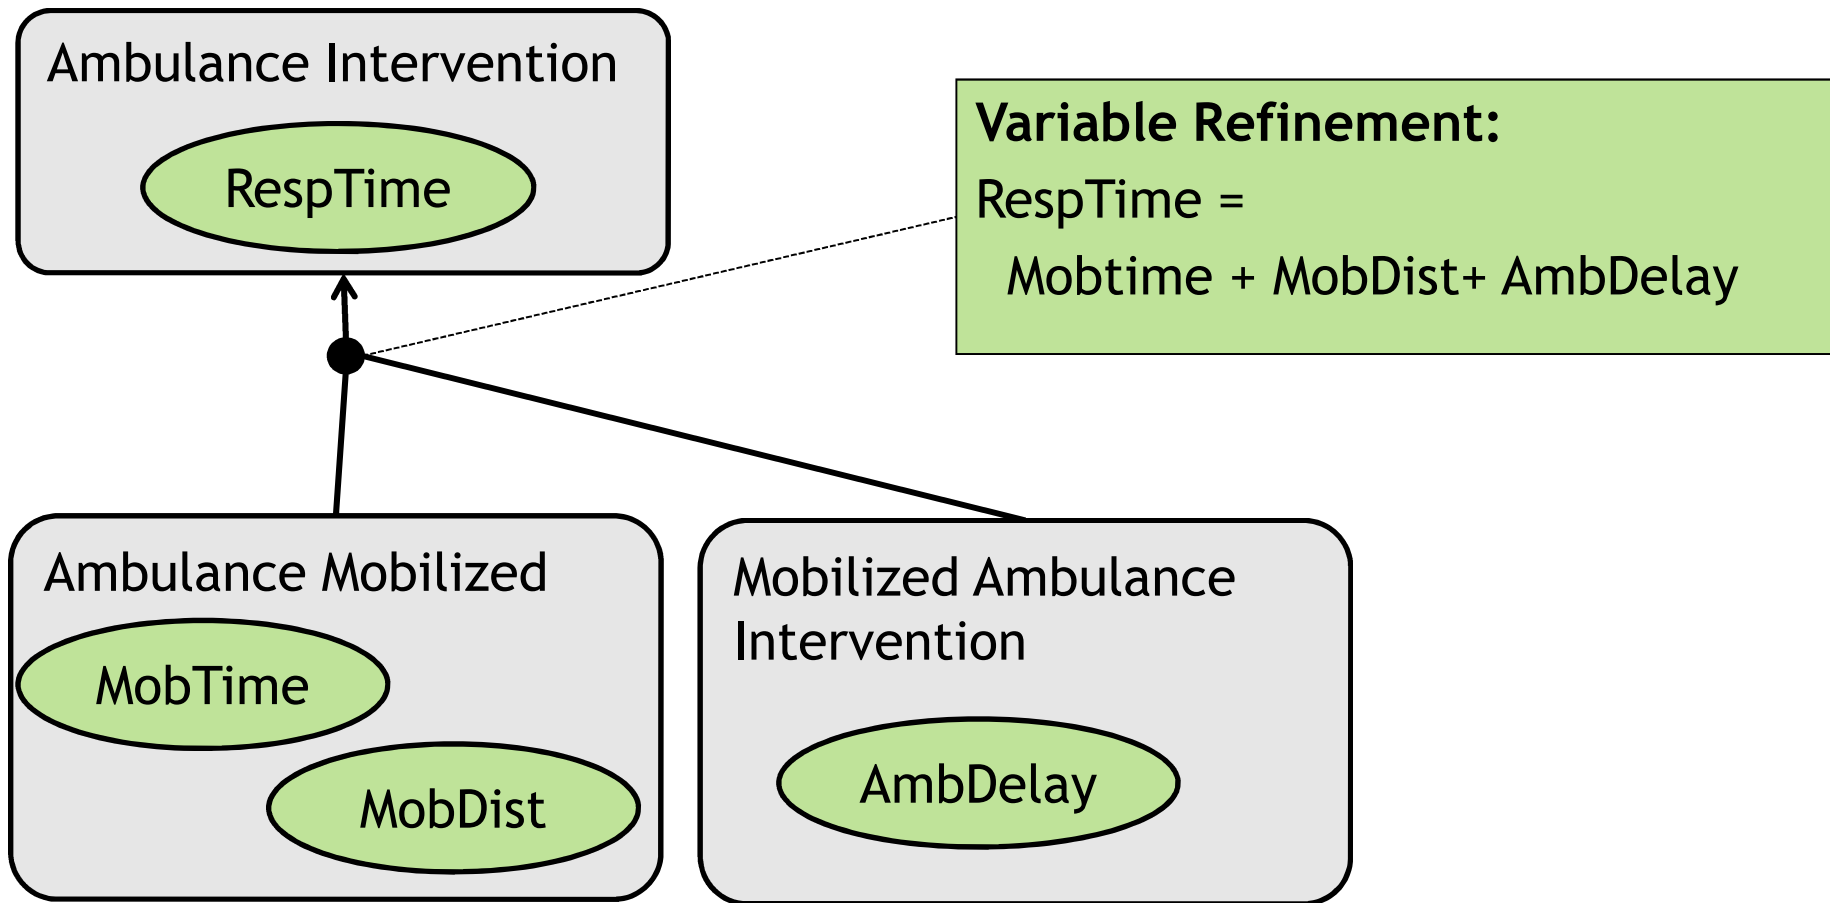 Ambulance Intervention
RespTime
Variable Refinement:
RespTime =
Mobtime + MobDist+ AmbDelay
Ambulance Mobilized
MobTime
MobDist
Mobilized Ambulance
Intervention
AmbDelay